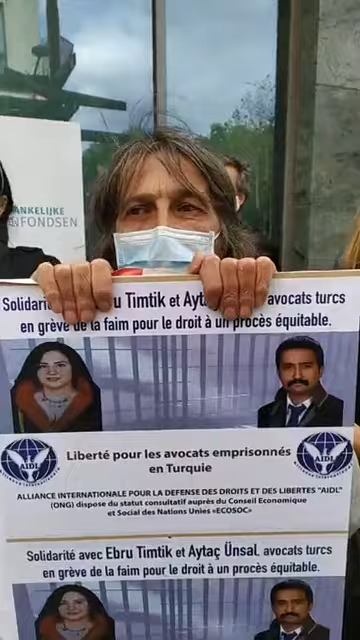 ANKELIJKE
FONDSEN
Solidarité Ebru Timtik et Ayta avocats turcs
en grève de la faim pour le droit à un procès équitable.
AIDL
AIDL
Liberté pour les avocats emprisonnés
en Turquie
ALLIANCE INTERNATIONALE POUR LA DEFENSE DES DROITS ET DES LIBERTES "AIDL"
(ONG) dispose du statut consultatif auprès du Conseil Economique
et Social des Nations Unies «ECOSOC»
Solidarité avec Ebru Timtik et Aytaç Ünsal, avocats turcs
en grève de la faim pour le droit à un procès équitable.